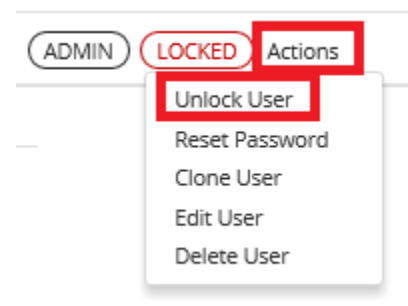 ADMIN LOCKED Actions
Unlock User
Reset Password
Clone User
Edit User
Delete User